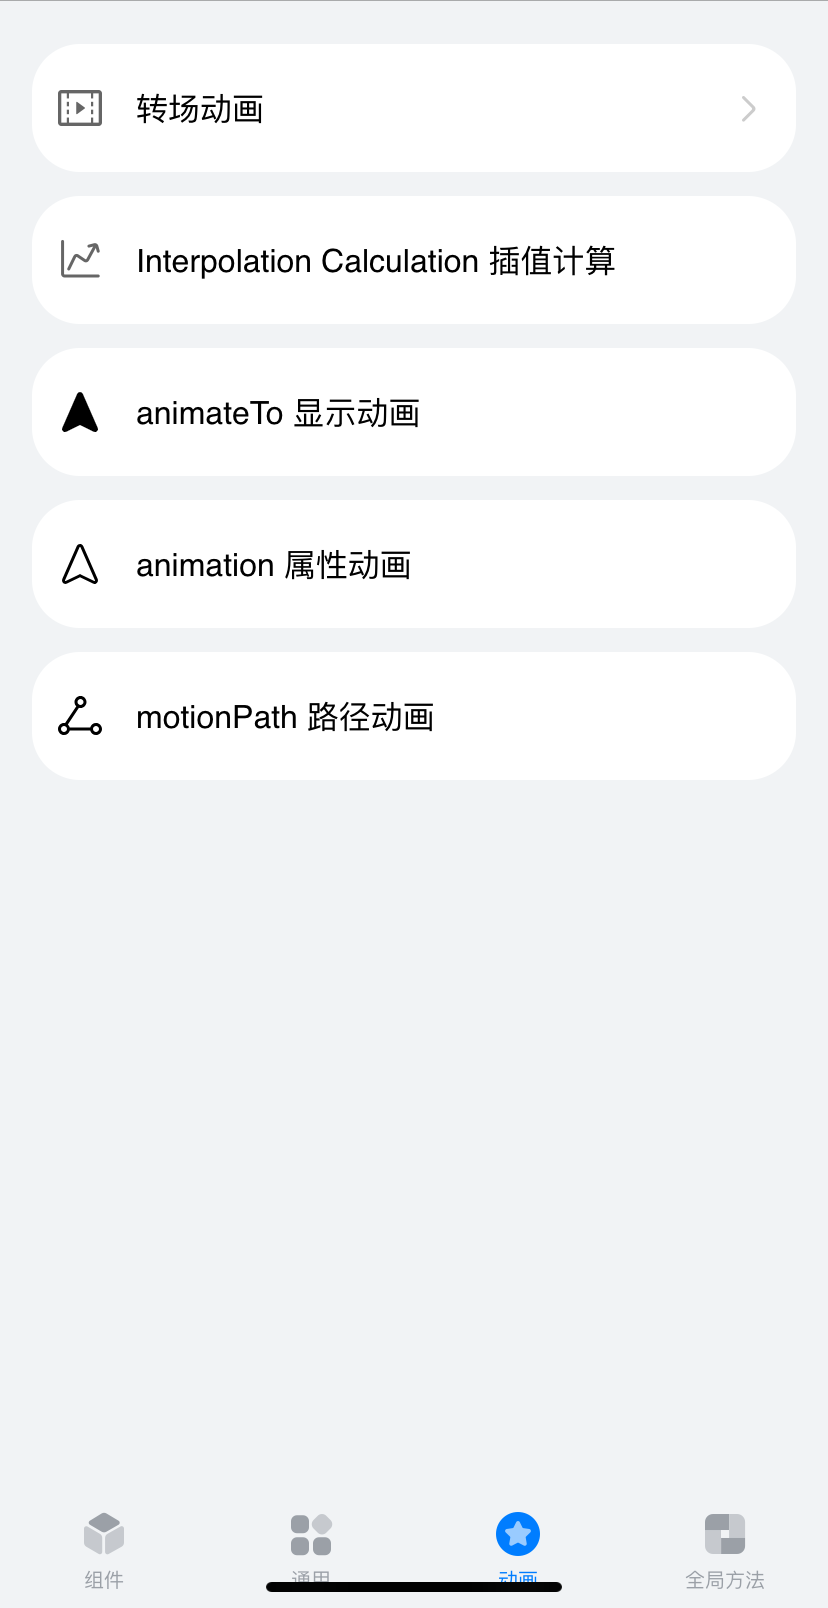 转场动画
Interpolation Calculation 插值计算
animateTo 显示动画
animation 属性动画
motionPath 路径动画
组件
通用
动画
全局方法